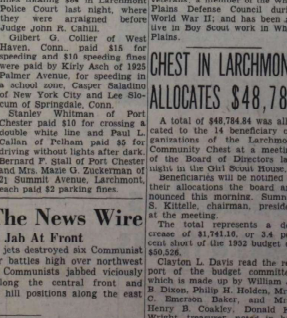 Police Court last night, where
they were arraigned before
Judge John R. Cahill.
Gilbert G. Collier of West
Haven, Conn. paid $15 for
speeding and $10 speeding fines
were paid by Kirly Asch of 1925
Palmer Avenue, for speeding in
a school zone, Casper Saladino
of New York City and Lee Slo-
cum of Springdale, Conn.
Stanley Whitman of Port
Chester paid $15 for crossing a
double white line and Paul L.
Callan of Pelham paid $5 for
driving without lights after dark.
Bernard F. Stall of Port Chester
and Mrs. Mazie G. Zuckerman of
21 Summit Avenue, Larchmont,
each paid $2 parking fines.
The News Wire
Jab At Front
jets destroyed six Communist
battles high over northwest
Communists jabbed viciously
long the central front and
hill positions along the east
Plains Defense Council duri
World War II; and has been
ive in Boy Scout work in Wh
Plains.
CHEST IN LARCHMON
ALLOCATES $48,78
A total of $48,784.84 was all
cated to the 14 beneficiary o
ganizations of the Larchmon
Community Chest at a meetin
of the Board of Directors la
night in the Girl Scout House.
Beneficiaries will be notified
their allocations the board a
nounced this morning. Sumn
S. Kittelle, chairman, presid
at the meeting.
The total represents a d
crease of $1,741.16, or 3.4 p
cent short of the 1952 budget
$50,526.
Clayton L. Davis read the re
port of the budget committe
which is made up by William
B. Dixon, Philip H. Holden, M
C. Emerson Baker, and M
Henry B. Coakley, Donald